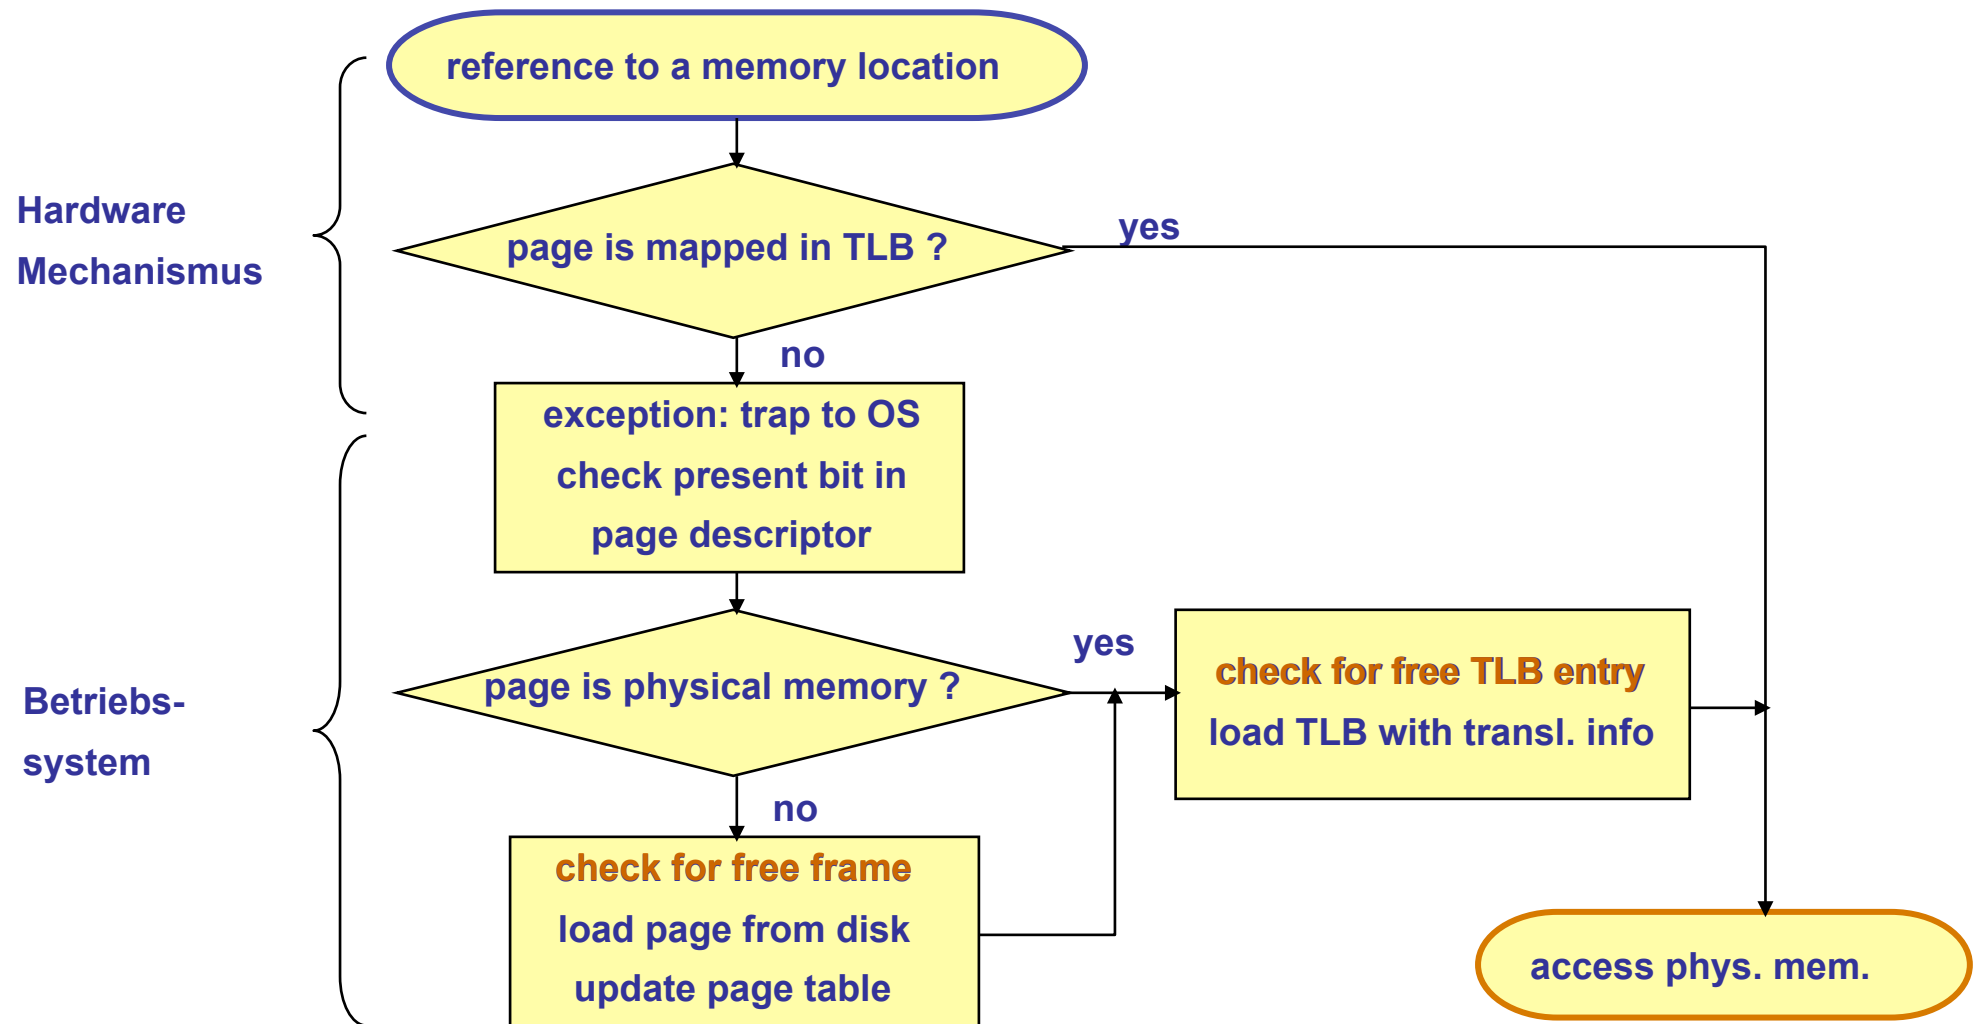 reference to a memory location
Hardware
Mechanismus
page is mapped in TLB ?
yes
no
exception: trap to OS
check present bit in
page descriptor
Betriebs-
system
page is physical memory ?
yes
check for free TLB entry
load TLB with transl. info
no
check for free frame
load page from disk
update page table
access phys. mem.